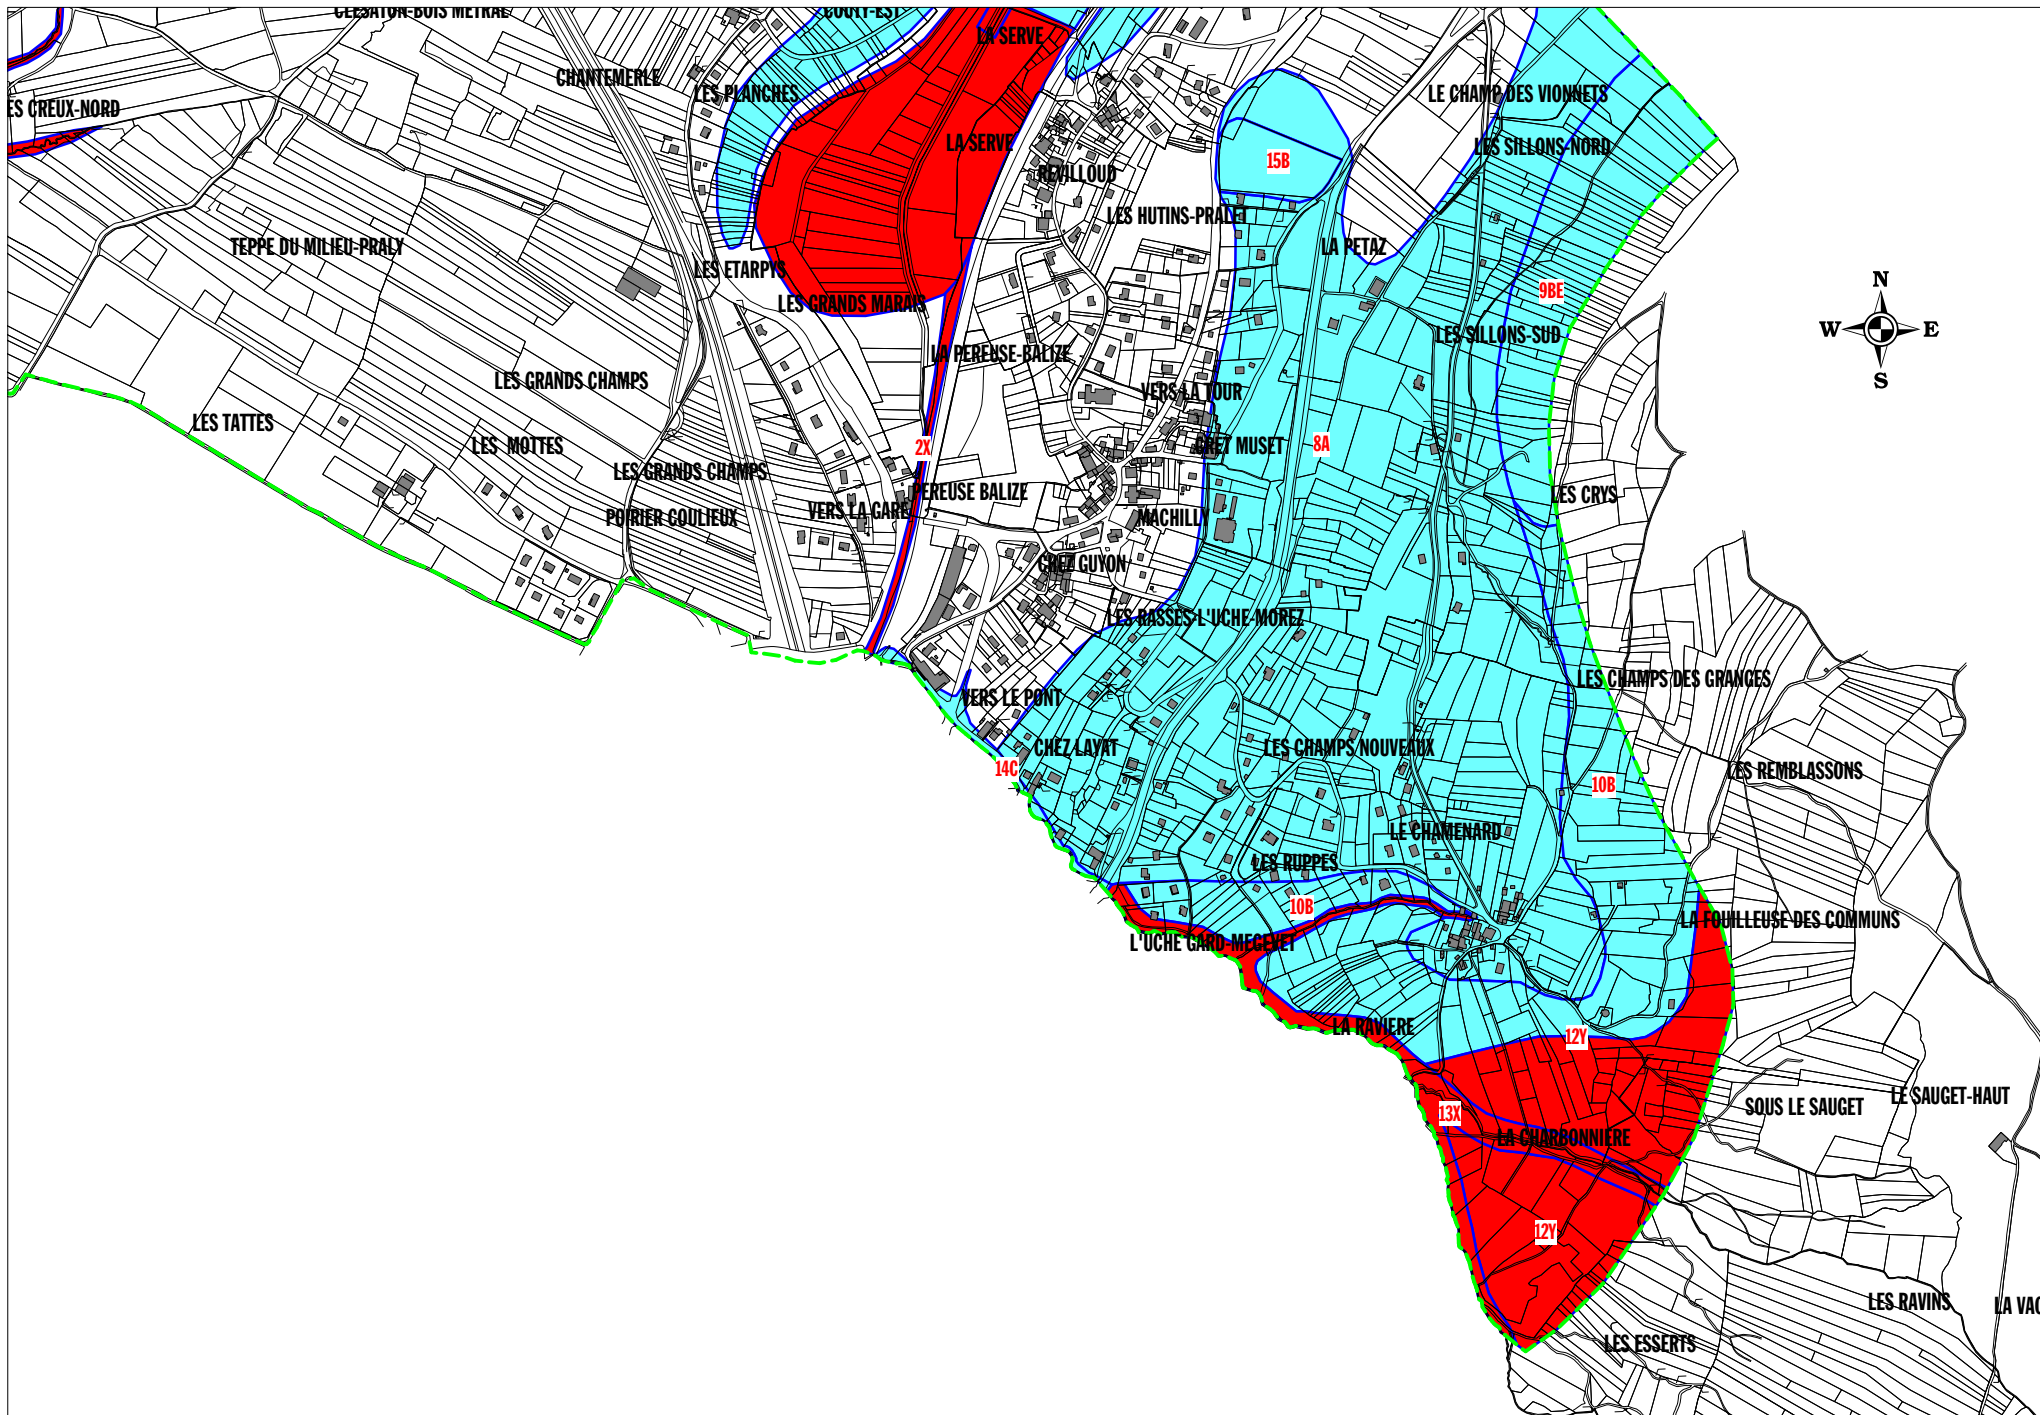 CLESATON-BOIS METRAL
COUTY-EST
LA SERVE
CHANTEMERLE
LES PLANCHES
LE CHAMP DES VIONNETS
ES CREUX-NORD
LA SERVE
LES SILLONS-NORD
15B
REVILLOUD
LES HUTINS-PRALET
TEPPE DU MILIEU-PRALY
LA PETAZ
LES ETARPYS
N
9BE
LES GRANDS MARAIS
W E
LES SILLONS-SUD
LA PEREUSE-BALIZE
S
LES GRANDS CHAMPS
VERS LA TOUR
LES TATTES
LES MOTTES
2X
CRET MUSET
8A
LES GRANDS CHAMPS
PEREUSE BALIZE
LES CRYS
VERS LA GARE
POIRIER COULIEUX
MACHILLY
CHEZ GUYON
LES RASSES-L'UCHE-MOREZ
LES CHAMPS DES GRANGES
VERS LE PONT
CHEZ LAYAT
LES CHAMPS NOUVEAUX
14C
LES REMBLASSONS
10B
LE CHAMENARD
LES RUPPES
10B
LA FOUILLEUSE DES COMMUNS
L'UCHE GARD-MEGEVET
LA RAVIERE
12Y
LE SAUGET-HAUT
SOUS LE SAUGET
13X
LA CHARBONNIERE
12Y
LES RAVINS
LA VAC
LES ESSERTS